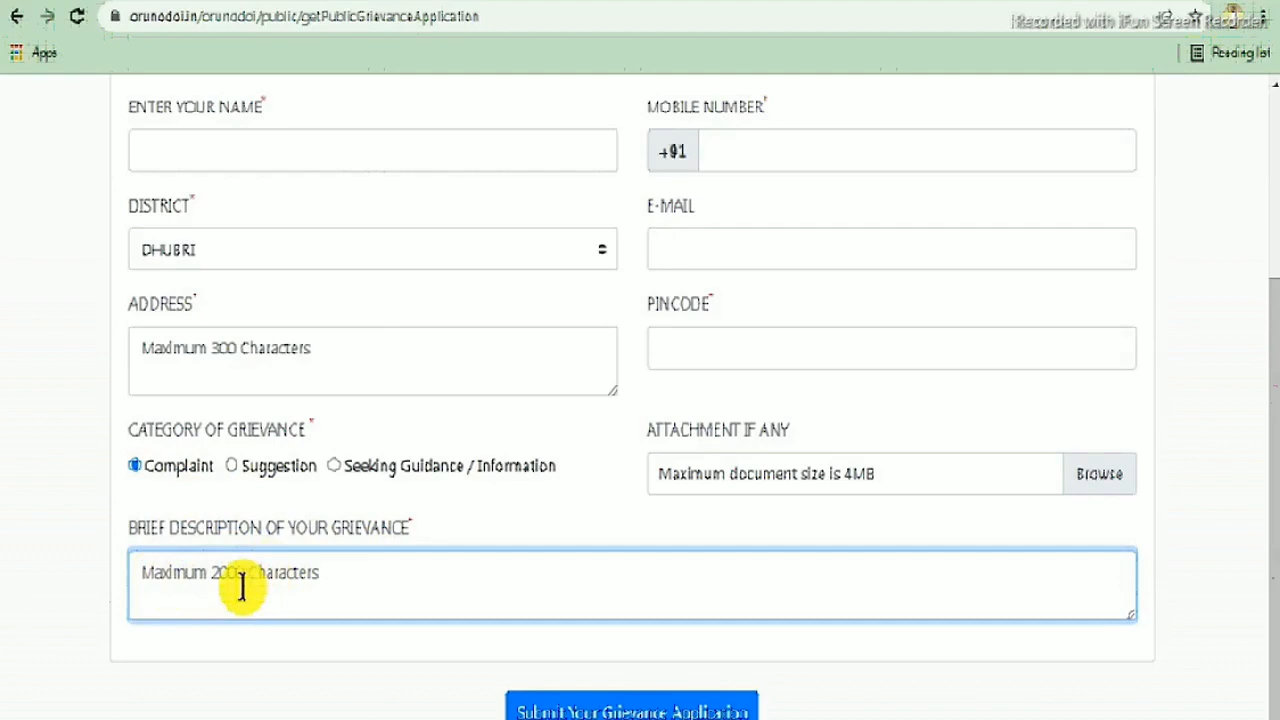 orunodoi.in/orunodoi/public/getPublicGrievanceApplication
Recorded with iFun Screen Recorder
Apps
Reading list
ENTER YOUR NAME*
MOBILE NUMBER*
+91
DISTRICT*
E-MAIL
DHUBRI
ADDRESS*
PINCODE*
Maximum 300 Characters
CATEGORY OF GRIEVANCE *
ATTACHMENT IF ANY
Complaint Suggestion Seeking Guidance / Information
Maximum document size is 4MB
Browse
BRIEF DESCRIPTION OF YOUR GRIEVANCE*
Maximum 2000 Characters
Submit Your Grievance Application